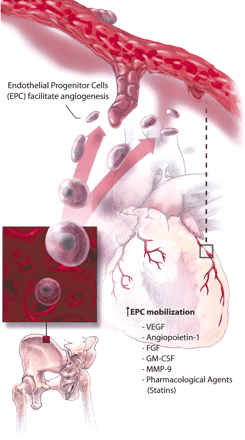 Endothelial Progenitor Cells
(EPC) facilitate angiogenesis
↑EPC mobilization
- VEGF
- Angiopoietin-1
- FGF
- GM-CSF
- MMP-9
- Pharmacological Agents
(Statins)